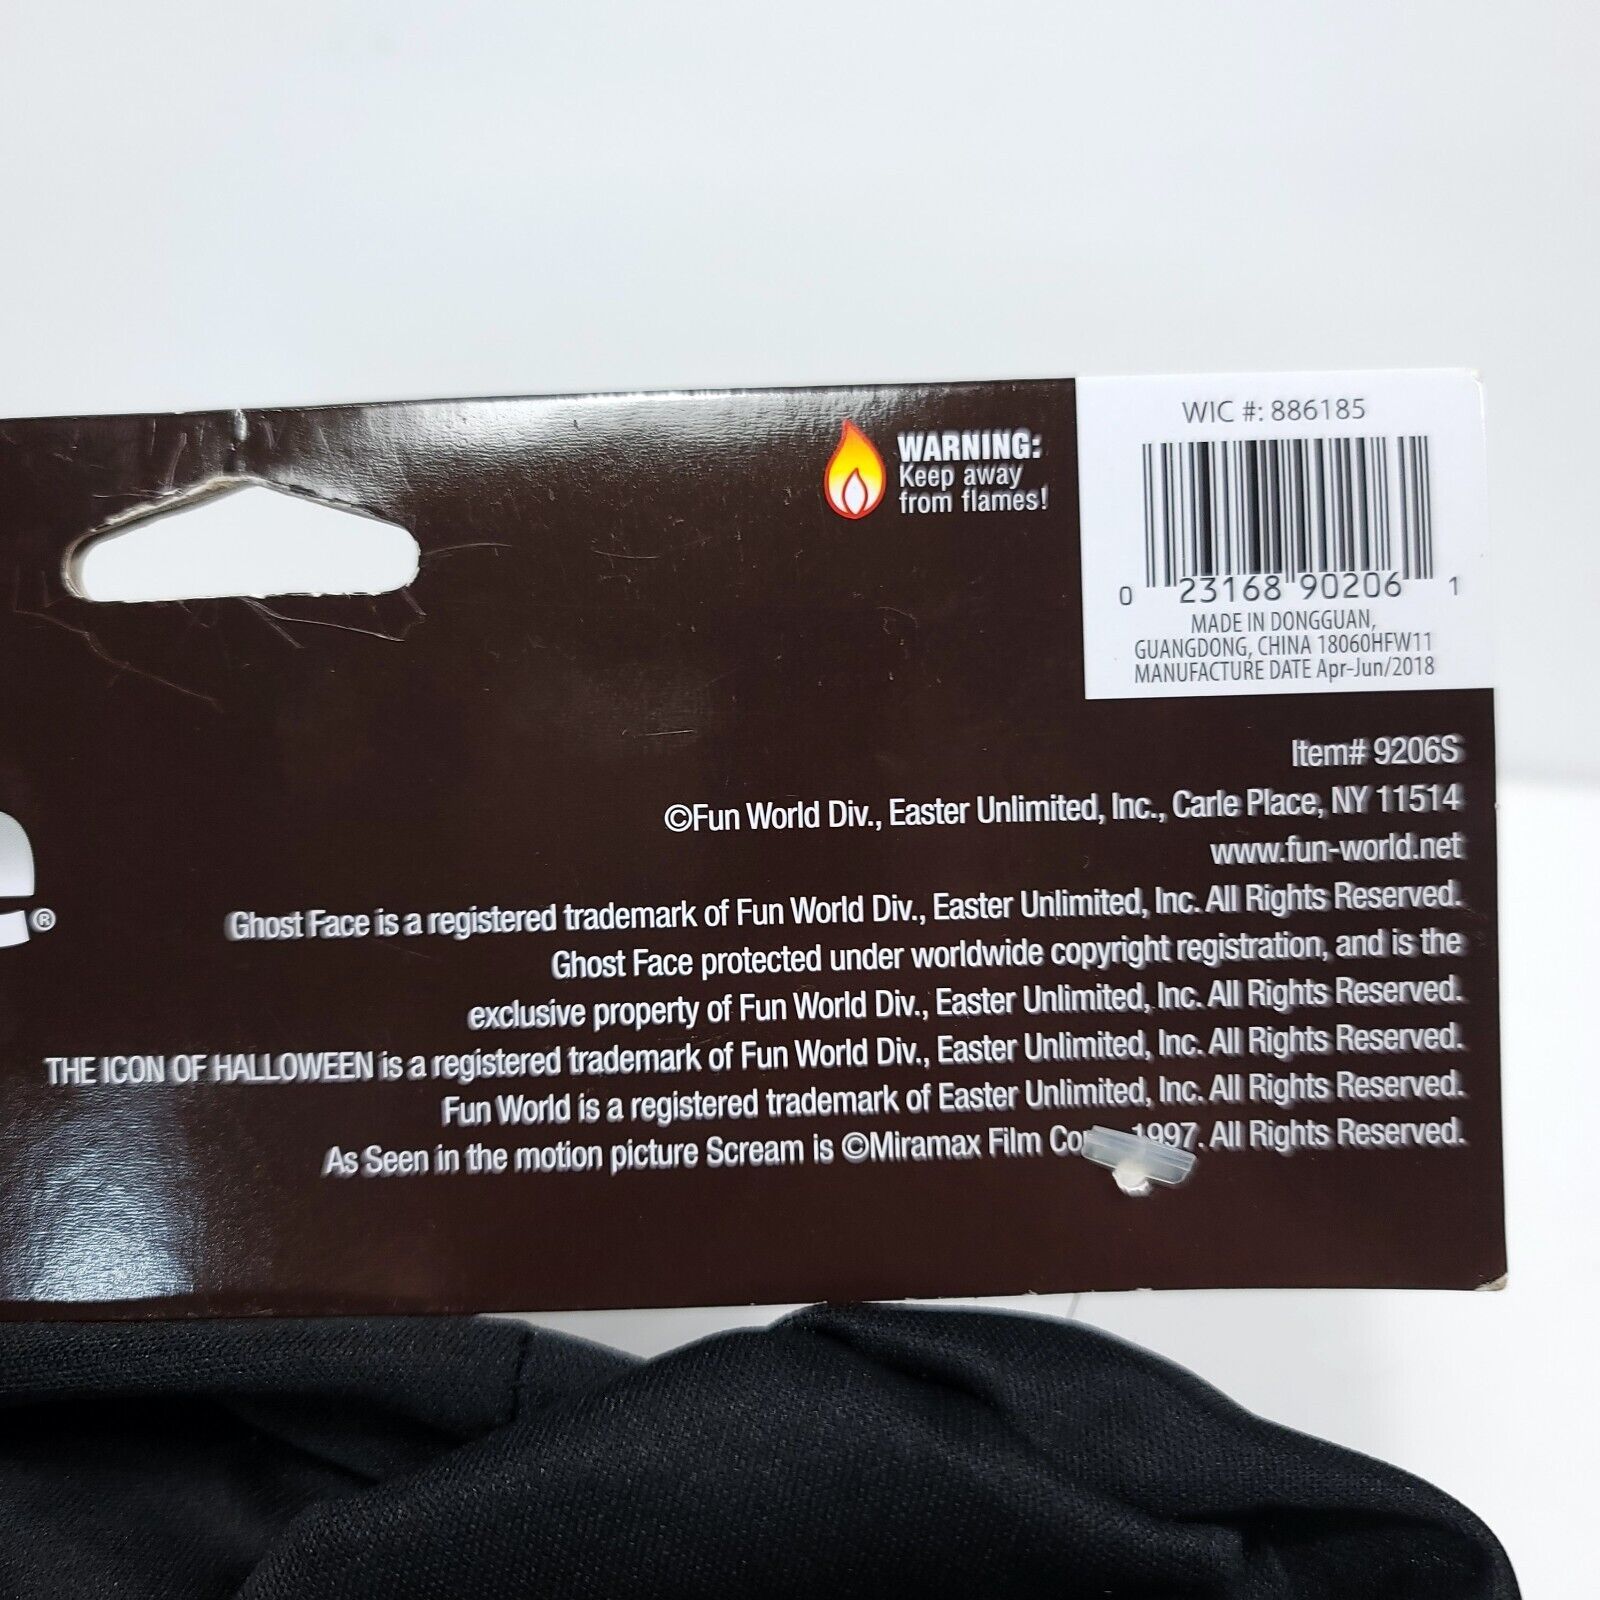 WIC #: 886185
WARNING:
Keep away
from flames!
0 23168 90206 1
MADE IN DONGGUAN,
GUANGDONG, CHINA 18060HFW11
MANUFACTURE DATE Apr-Jun/2018
Item# 9206S
©Fun World Div., Easter Unlimited, Inc., Carle Place, NY 11514
www.fun-world.net
®
Ghost Face is a registered trademark of Fun World Div., Easter Unlimited, Inc. All Rights Reserved.
Ghost Face protected under worldwide copyright registration, and is the
exclusive property of Fun World Div., Easter Unlimited, Inc. All Rights Reserved.
THE ICON OF HALLOWEEN is a registered trademark of Fun World Div., Easter Unlimited, Inc. All Rights Reserved.
Fun World is a registered trademark of Easter Unlimited, Inc. All Rights Reserved.
As Seen in the motion picture Scream is ©Miramax Film 1997. All Rights Reserved.